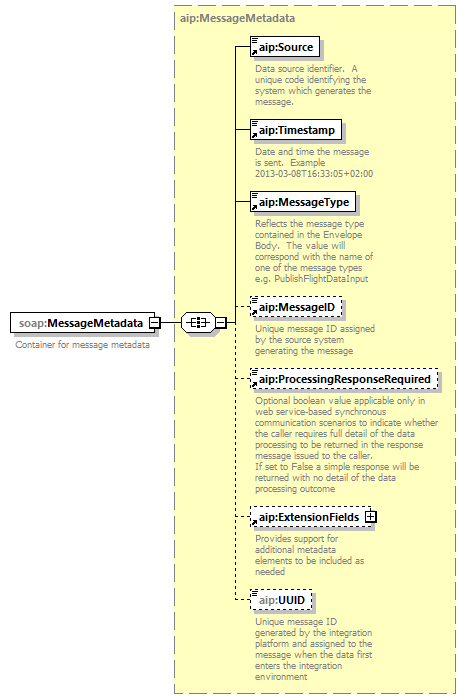 aip:MessageMetadata
aip:Source
Data source identifier.  A
unique code identifying the
system which generates the
message.
aip:Timestamp
Date and time the message
is sent.  Example
2013-03-08T16:33:05+02:00
aip:MessageType
Reflects the message type
contained in the Envelope
Body.  The value will
correspond with the name of
one of the message types
e.g. PublishFlightDataInput
soap:MessageMetadata
Container for message metadata
aip:MessageID
Unique message ID assigned
by the source system
generating the message
aip:ProcessingResponseRequired
Optional boolean value applicable only in
web service-based synchronous
communication scenarios to indicate whether
the caller requires full detail of the data
processing to be returned in the response
message issued to the caller.
If set to False a simple response will be
returned with no detail of the data
processing outcome
aip:ExtensionFields
Provides support for
additional metadata
elements to be included as
needed
aip:UUID
Unique message ID
generated by the integration
platform and assigned to the
message when the data first
enters the integration
environment